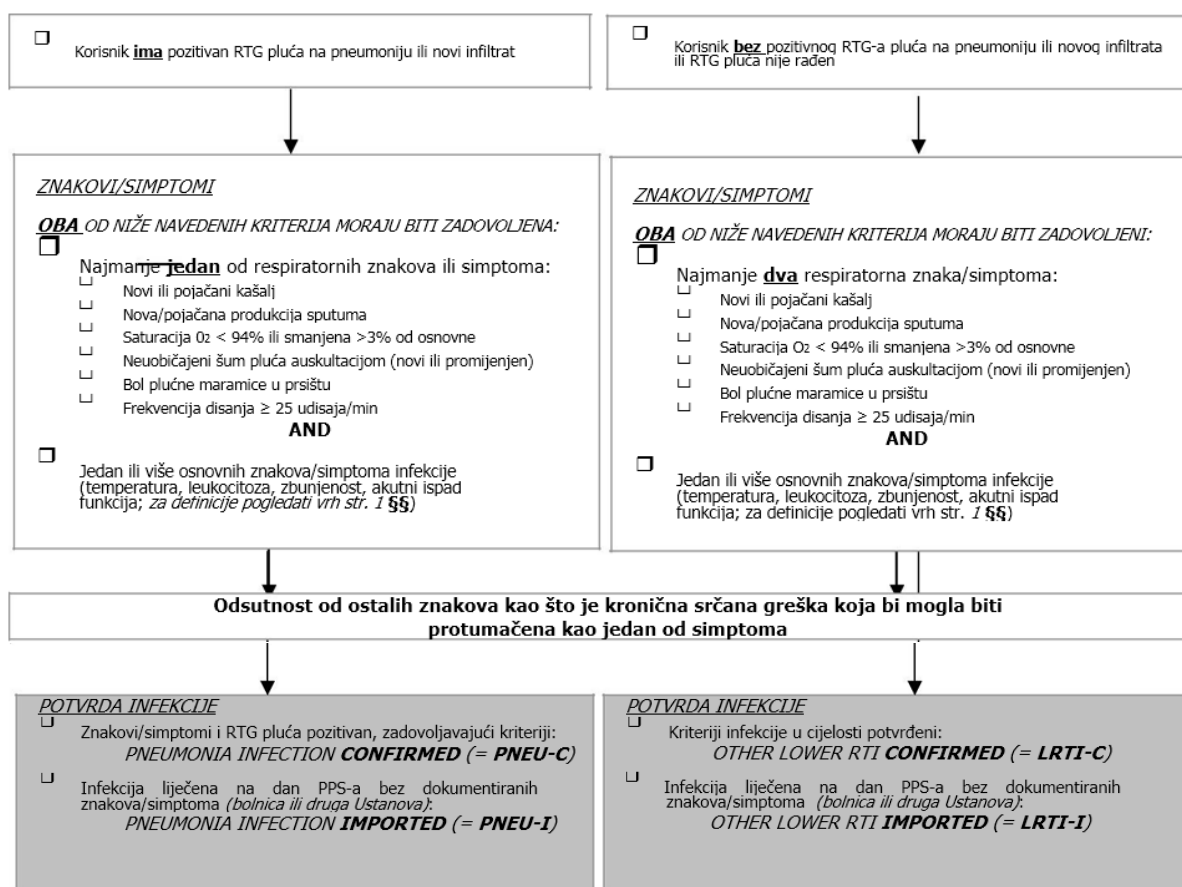 Korisnik ima pozitivan RTG pluća na pneumoniju ili novi infiltrat
ZNAKOVI/SIMPTOMI
OBA OD NIŽE NAVEDENIH KRITERIJA MORAJU BITI ZADOVOLJENA:
Najmanje jedan od respiratornih znakova ili simptoma:
Novi ili pojačani kašalj
Nova/pojačana produkcija sputuma
Saturacija 02 < 94% ili smanjena >3% od osnovne
Neuobičajeni šum pluća auskultacijom (novi ili promijenjen)
Bol plućne maramice u prsištu
Frekvencija disanja ≥ 25 udisaja/min
AND
Jedan ili više osnovnih znakova/simptoma infekcije
(temperatura, leukocitoza, zbunjenost, akutni ispad
funkcija; za definicije pogledati vrh str. 1 §§)
Korisnik bez pozitivnog RTG-a pluća na pneumoniju ili novog infiltrata
ili RTG pluća nije rađen
ZNAKOVI/SIMPTOMI
OBA OD NIŽE NAVEDENIH KRITERIJA MORAJU BITI ZADOVOLJENI:
Najmanje dva respiratorna znaka/simptoma:
Novi ili pojačani kašalj
Nova/pojačana produkcija sputuma
Saturacija O2 < 94% ili smanjena >3% od osnovne
Neuobičajeni šum pluća auskultacijom (novi ili promijenjen)
Bol plućne maramice u prsištu
Frekvencija disanja ≥ 25 udisaja/min
AND
Jedan ili više osnovnih znakova/simptoma infekcije
(temperatura, leukocitoza, zbunjenost, akutni ispad
funkcija; za definicije pogledati vrh str. 1 §§)
Odsutnost od ostalih znakova kao što je kronična srčana greška koja bi mogla biti
protumačena kao jedan od simptoma
POTVRDA INFEKCIJE
Znakovi/simptomi i RTG pluća pozitivan, zadovoljavajući kriteriji:
PNEUMONIA INFECTION CONFIRMED (= PNEU-C)
Infekcija liječena na dan PPS-a bez dokumentiranih
znakova/simptoma (bolnica ili druga Ustanova):
PNEUMONIA INFECTION IMPORTED (= PNEU-I)
POTVRDA INFEKCIJE
Kriteriji infekcije u cijelosti potvrđeni:
OTHER LOWER RTI CONFIRMED (= LRTI-C)
Infekcija liječena na dan PPS-a bez dokumentiranih
znakova/simptoma (bolnica ili druga Ustanova):
OTHER LOWER RTI IMPORTED (= LRTI-I)